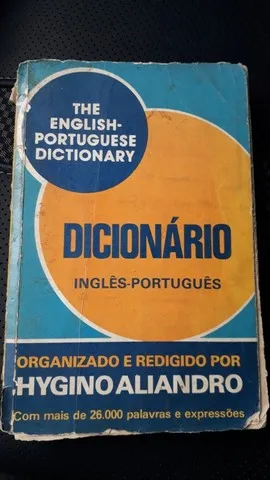 THE
ENGLISH-
PORTUGUESE
DICTIONARY
DICIONÁRIO
INGLÊS-PORTUGUÊS
ORGANIZADO E REDIGIDO POR
HYGINO ALIANDRO
Com mais de 26.000 palavras e expressões